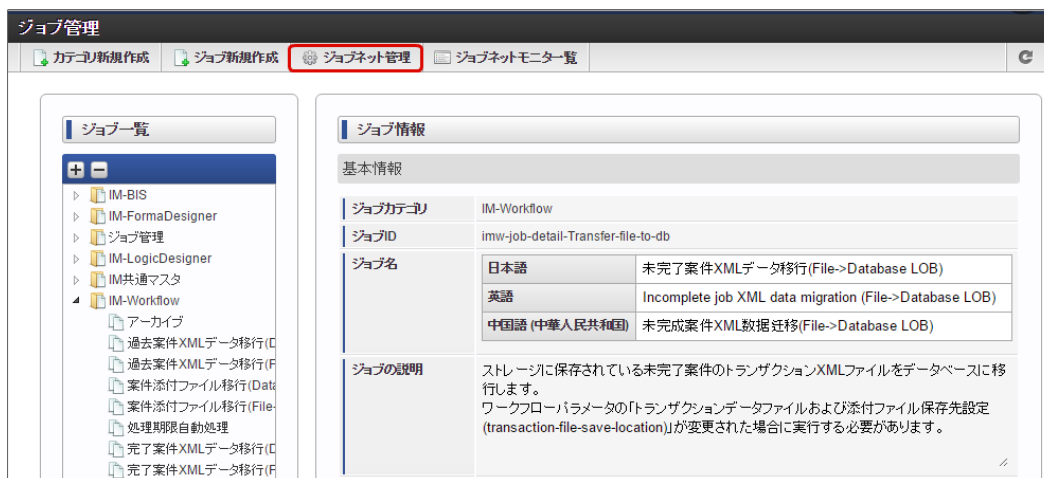 ジョブ管理
カテゴリ新規作成 ジョブ新規作成 ジョブネット管理 ジョブネットモニター覧
ジョブ一覧
IM-BIS
IM-FormaDesigner
ジョブ管理
IM-LogicDesigner
IM共通マスタ
IM-Workflow
アーカイブ
過去案件XMLデータ移行(D
過去案件XMLデータ移行(F
案件添付ファイル移行(Data
案件添付ファイル移行(File-
処理期限自動処理
完了案件XMLデータ移行(D
完了案件XMLデータ移行(F
ジョブ情報
基本情報
ジョブカテゴリ IM-Workflow
ジョブID imw-job-detail-Transfer-file-to-db
ジョブ名
日本語 未完了案件XMLデータ移行(File->Database LOB)
英語 Incomplete job XML data migration (File->Database LOB)
中国語 (中華人民共和国) 未完成案件XML数据迁移(File->Database LOB)
ジョブの説明
ストレージに保存されている未完了案件のトランザクションXMLファイルをデータベースに移
行します。
ワークフローパラメータの「トランザクションデータファイルおよび添付ファイル保存先設定
(transaction-file-save-location)」が変更された場合に実行する必要があります。